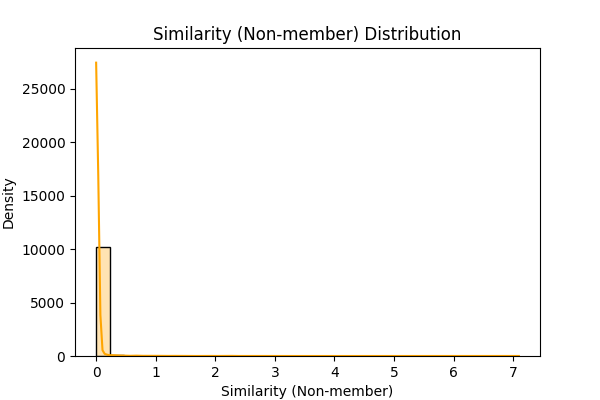 Similarity (Non-member) Distribution
25000
20000
15000
10000
5000
0
Density
0 1 2 3 4 5 6 7
Similarity (Non-member)